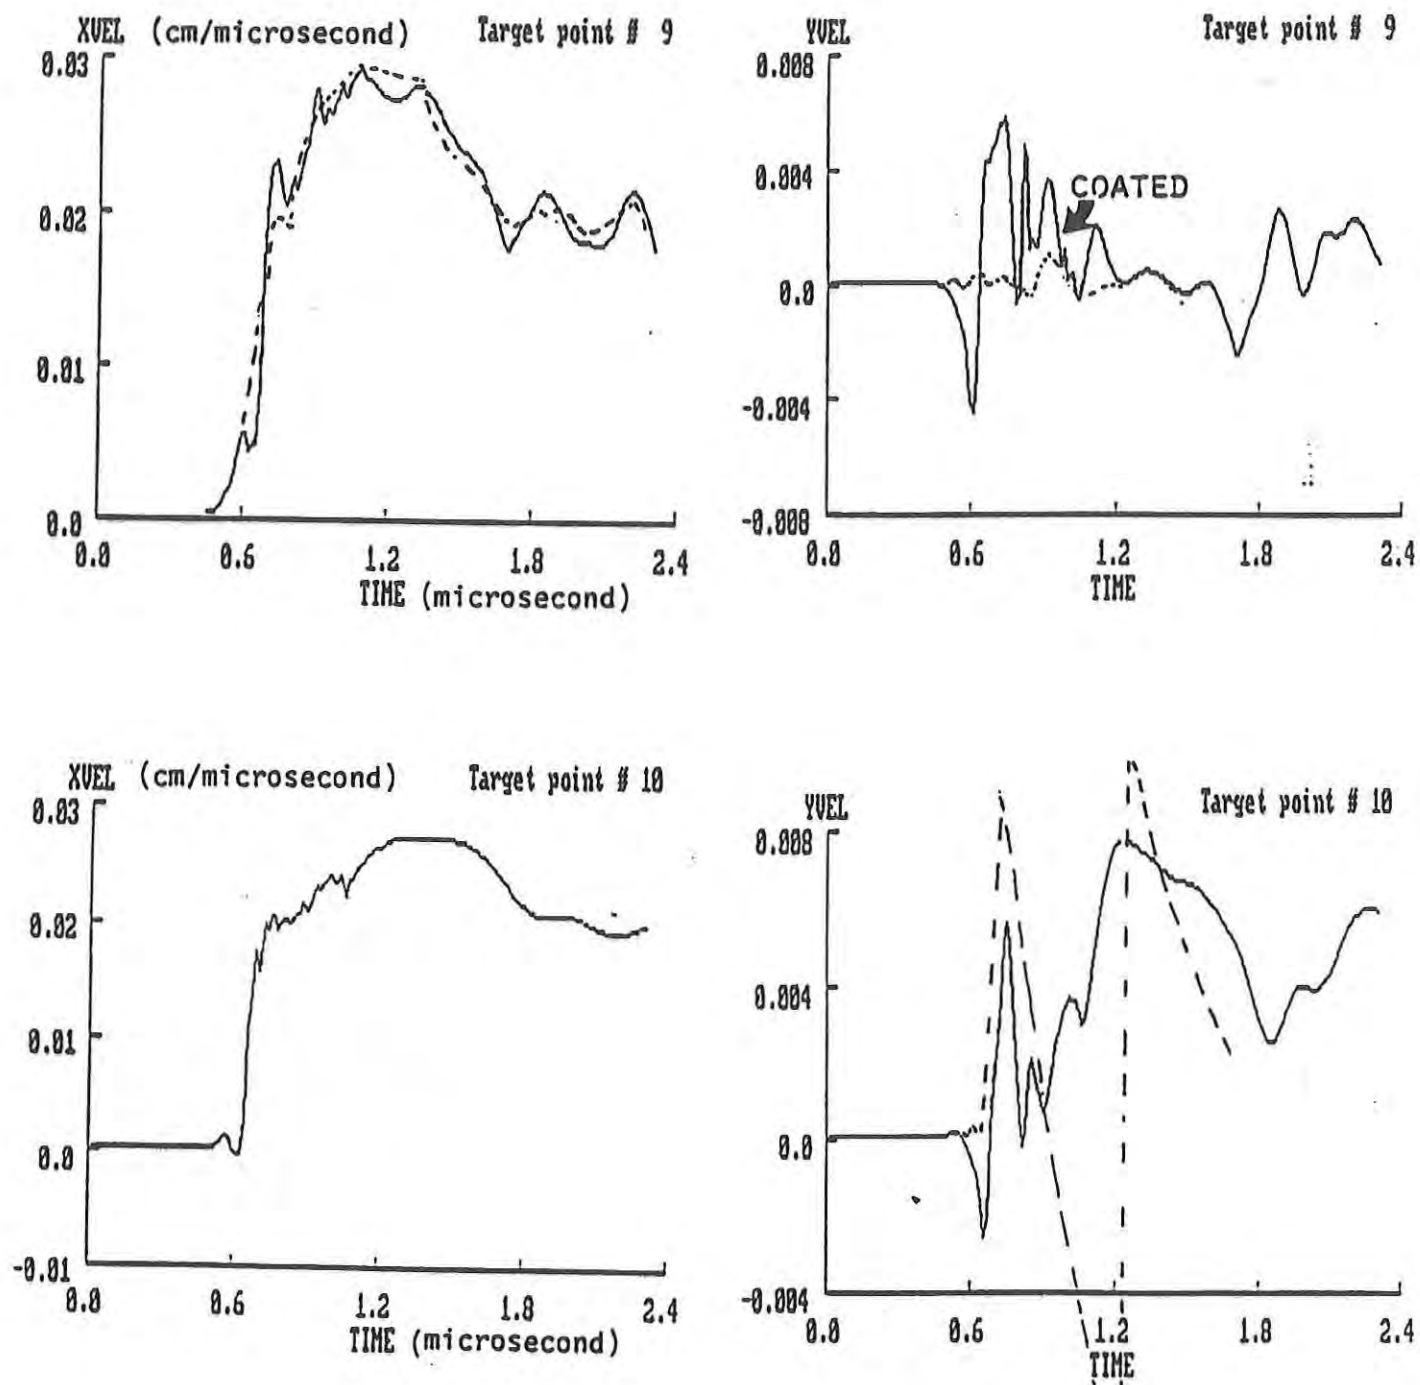 XVEL (cm/microsecond) Target point # 9
0.03
0.02
0.01
0.0
0.0 0.6 1.2 1.8 2.4
TIME (microsecond)
YVEL Target point # 9
0.008
0.004
COATED
0.0
-0.004
-0.008
0.0 0.6 1.2 1.8 2.4
TIME
XVEL (cm/microsecond) Target point # 10
0.03
0.02
0.01
0.0
-0.01
0.0 0.6 1.2 1.8 2.4
TIME (microsecond)
YVEL Target point # 10
0.008
0.004
0.0
-0.004
0.0 0.6 1.2 1.8 2.4
TIME